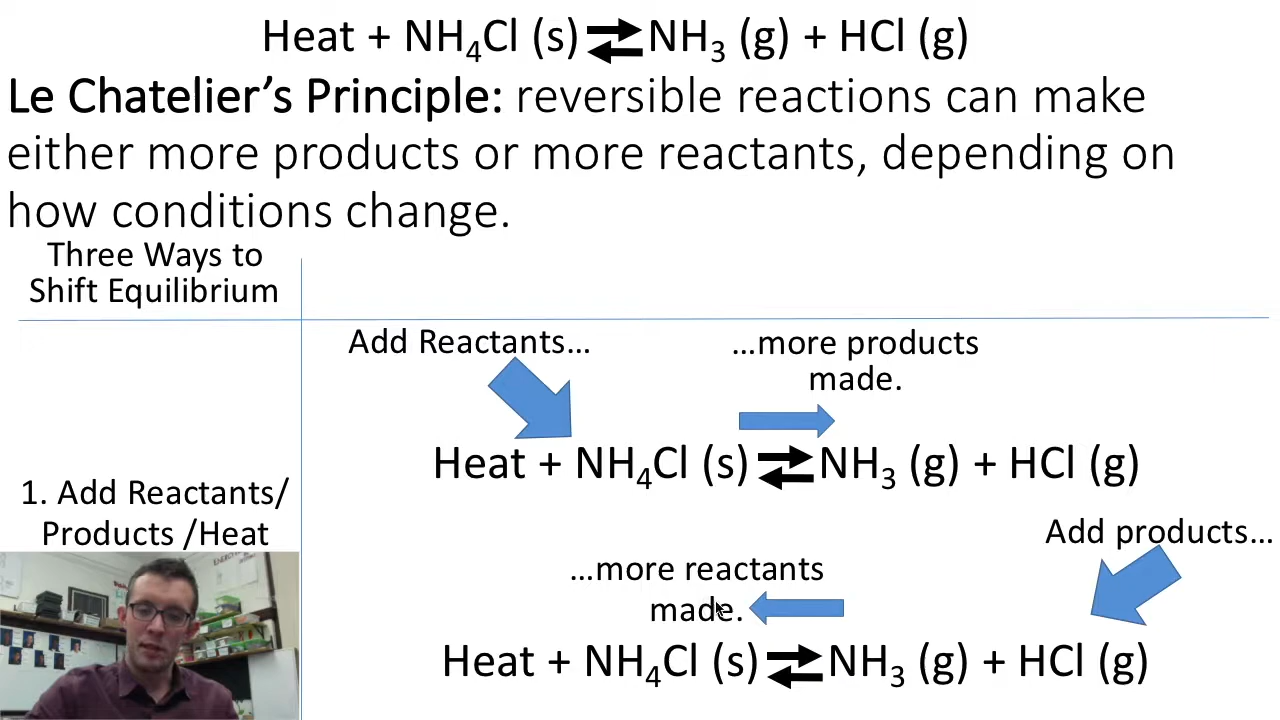 Heat + NH₄Cl (s) ⇄ NH₃ (g) + HCl (g)
Le Chatelier’s Principle: reversible reactions can make
either more products or more reactants, depending on
how conditions change.
Three Ways to
Shift Equilibrium
1. Add Reactants/
Products /Heat
Add Reactants…
…more products
made.
Heat + NH₄Cl (s) ⇄ NH₃ (g) + HCl (g)
Add products…
…more reactants
made.
Heat + NH₄Cl (s) ⇄ NH₃ (g) + HCl (g)